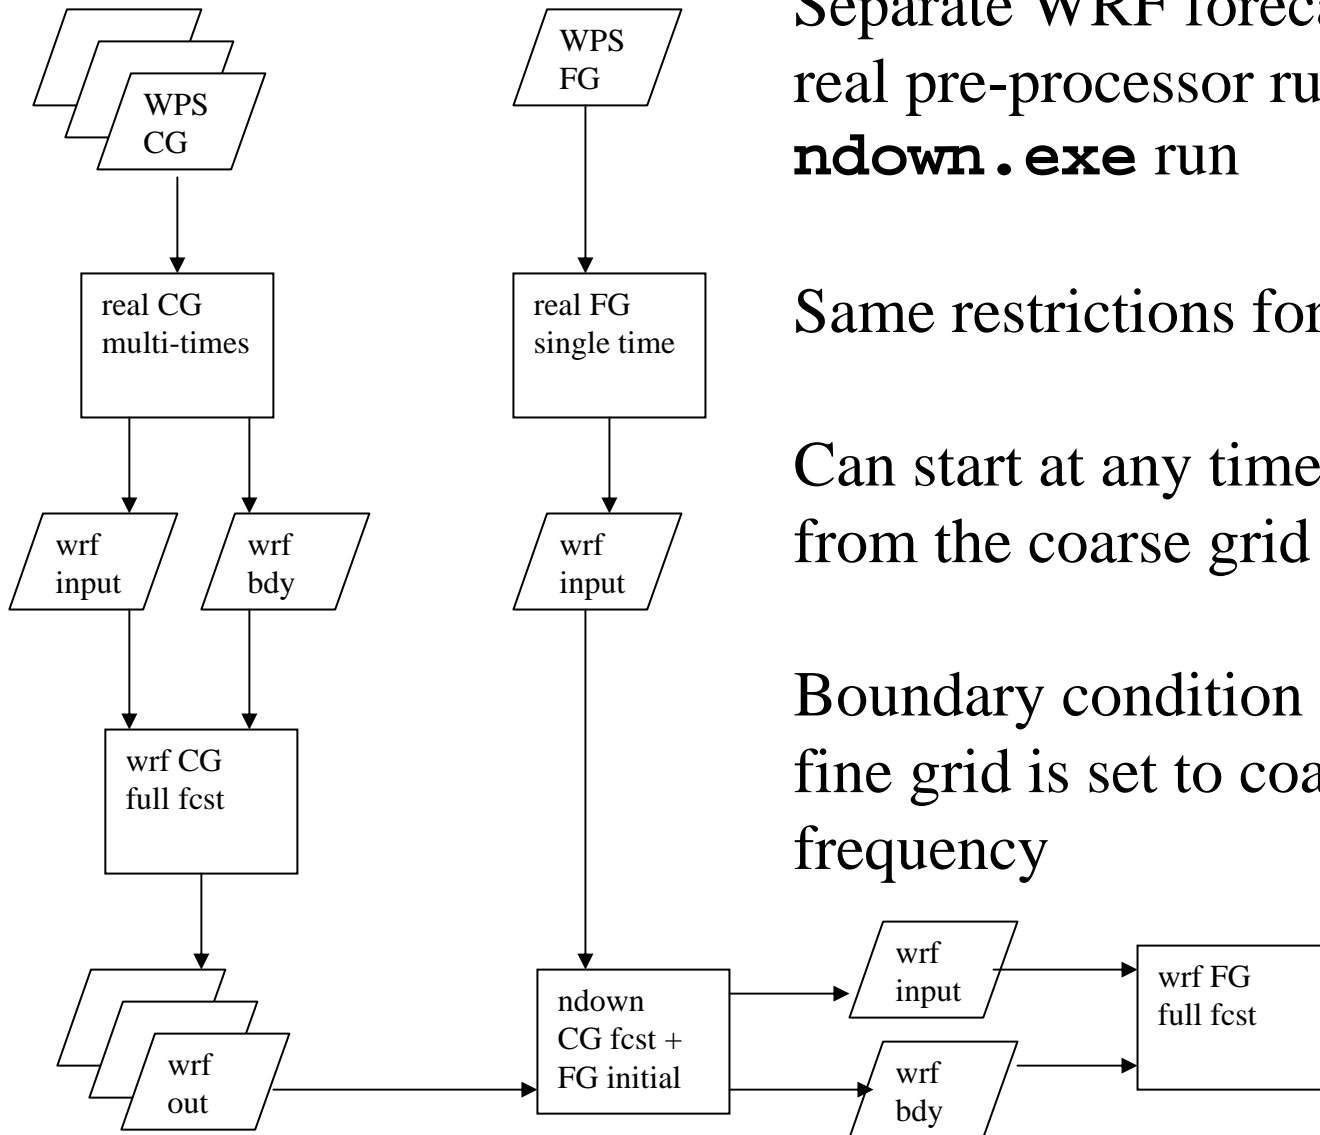 Separate WRF
real pre-processor
ndown.exe run
Same restrictions for
Can start at any time
from the coarse grid
Boundary condition
fine grid is set to
frequency
WPS
CG
WPS
FG
real CG
multi-times
real FG
single time
wrf
input
wrf
bdy
wrf
input
wrf CG
full fcst
wrf
out
ndown
CG fcst +
FG initial
wrf
input
wrf
bdy
wrf FG
full fcst